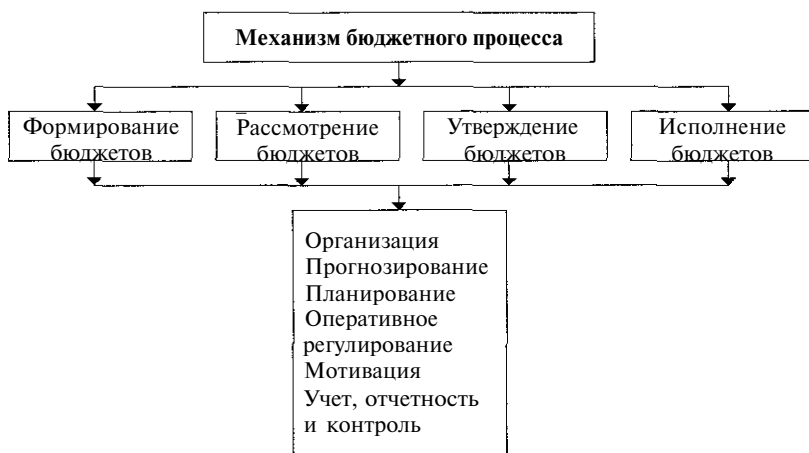 Механизм бюджетного процесса
Формирование
бюджетов
Рассмотрение
бюджетов
Утверждение
бюджетов
Исполнение
бюджетов
Организация
Прогнозирование
Планирование
Оперативное
регулирование
Мотивация
Учет, отчетность
и контроль